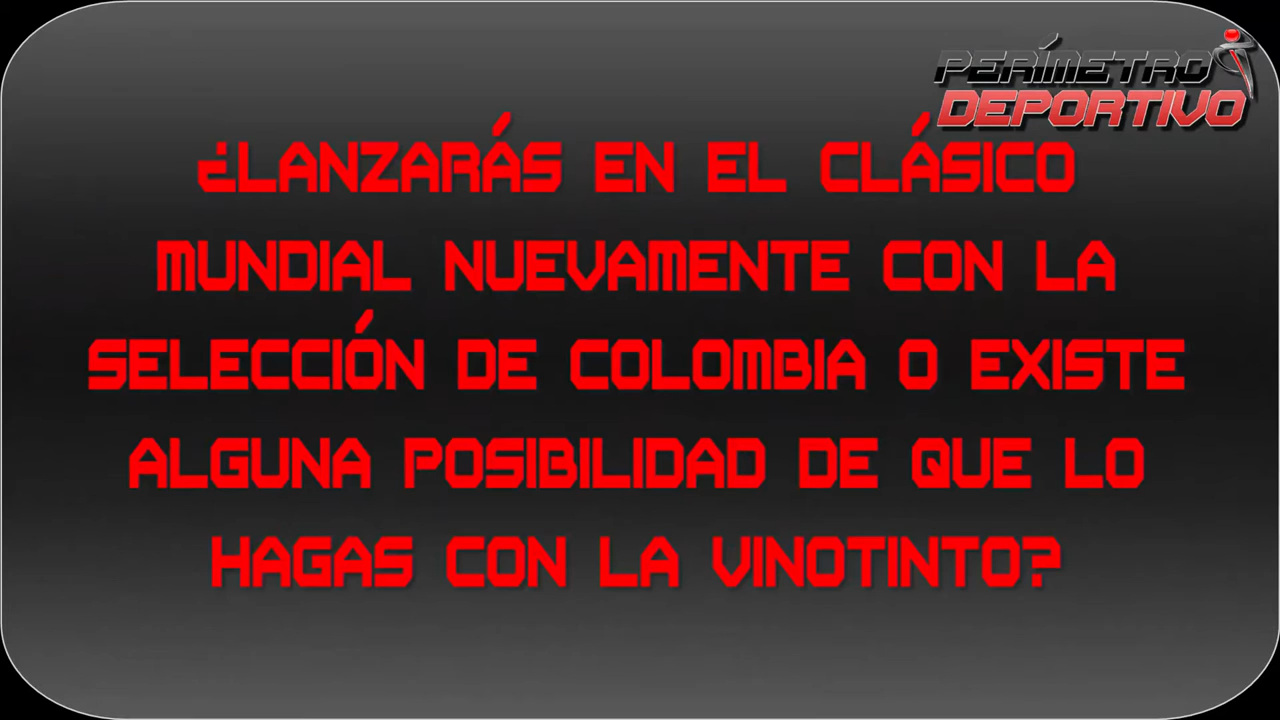 PERÍMETRO
DEPORTIVO
¿LANZARÁS EN EL CLÁSICO
MUNDIAL NUEVAMENTE CON LA
SELECCIÓN DE COLOMBIA O EXISTE
ALGUNA POSIBILIDAD DE QUE LO
HAGAS CON LA VINOTINTO?